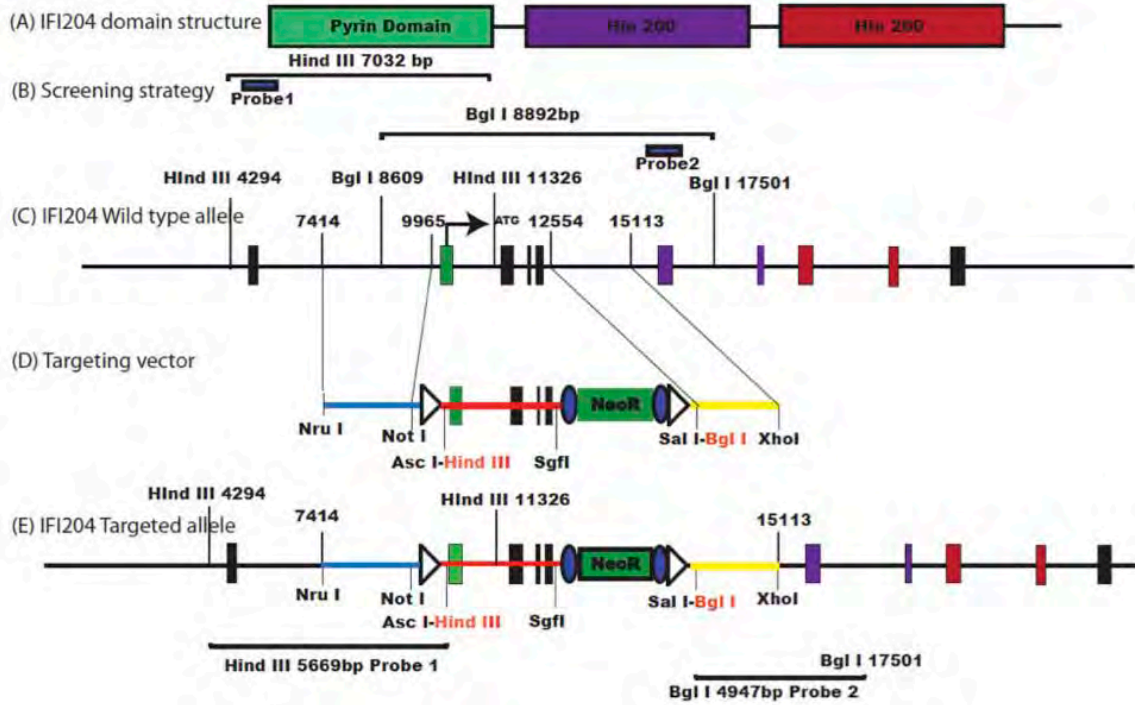 (A) IFI204 domain structure
Pyrin Domain
Hin 200
Hin 200
Hind III 7032 bp
(B) Screening strategy
Probe1
Bgl I 8892bp
Probe2
HInd III 4294
Bgl I 8609
HInd III 11326
Bgl I 17501
(C) IFI204 Wild type allele
7414
9965
ATG
12554
15113
(D) Targeting vector
NeoR
Nru I
Not I
Sal I-Bgl I
XhoI
Asc I-Hind III
SgfI
HInd III 4294
HInd III 11326
(E) IFI204 Targeted allele
7414
15113
NeoR
Nru I
Not I
Sal I-Bgl I
XhoI
Asc I-Hind III
SgfI
Hind III 5669bp Probe 1
Bgl I 17501
Bgl I 4947bp Probe 2